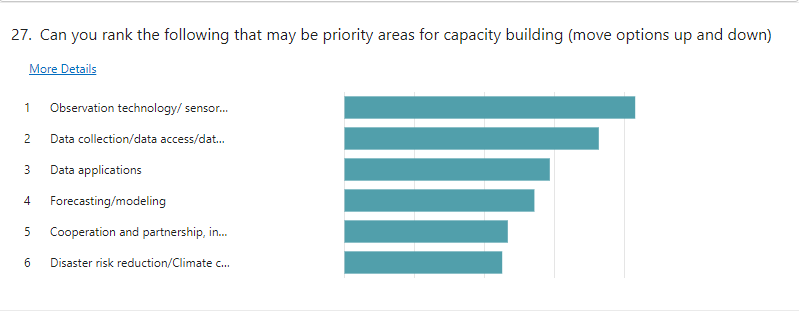 27. Can you rank the following that may be priority areas for capacity building (move options up and down)
More Details
1 Observation technology/ sensor...
2 Data collection/data access/dat...
3 Data applications
4 Forecasting/modeling
5 Cooperation and partnership, in...
6 Disaster risk reduction/Climate c...